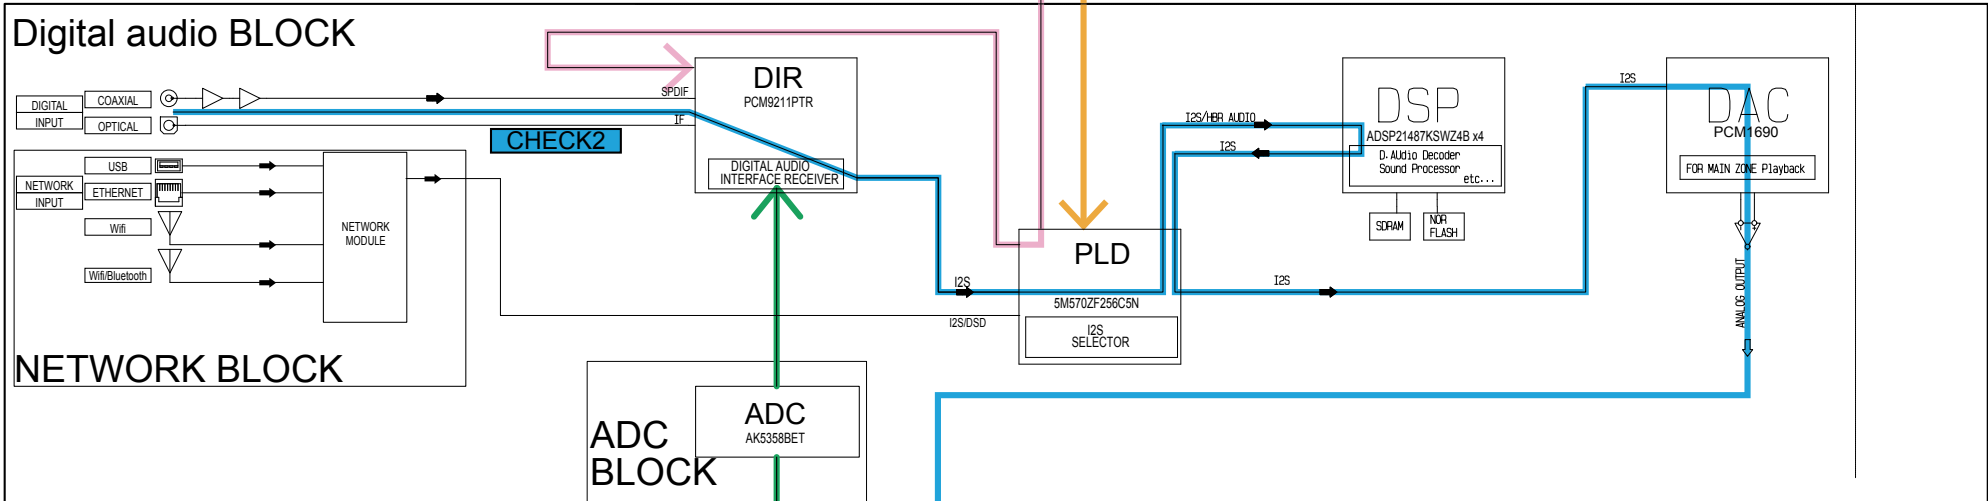 Digital audio BLOCK
DIGITAL
INPUT
COAXIAL
OPTICAL
SPDIF
IF
CHECK2
DIR
PCM9211PTR
DIGITAL AUDIO
INTERFACE RECEIVER
NETWORK
INPUT
USB
ETHERNET
Wifi
Wifi/Bluetooth
NETWORK
MODULE
NETWORK BLOCK
I2S
I2S/DSD
PLD
5M570ZF256C5N
I2S
SELECTOR
ADC
BLOCK
ADC
AK5358BET
I2S/HBR AUDIO
I2S
DSP
ADSP21487KSWZ4B x4
D.AUdio Decoder
Sound Processor
etc...
SDRAM
NOR
FLASH
I2S
I2S
DAC
PCM1690
FOR MAIN ZONE Playback
ANALOG OUTPUT